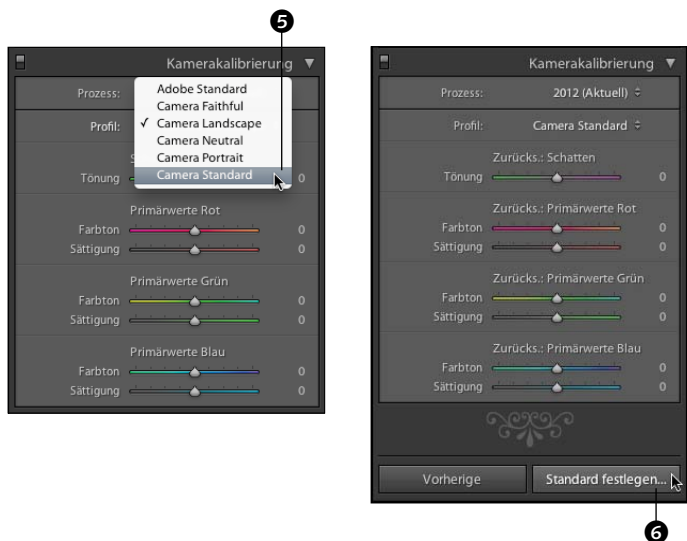 ❺
Kamerakalibrierung
Prozess:
Adobe Standard
Camera Faithful
Profil:
✓ Camera Landscape
Camera Neutral
Camera Portrait
Camera Standard
S
Tönung 0
Primärwerte Rot
Farbton 0
Sättigung 0
Primärwerte Grün
Farbton 0
Sättigung 0
Primärwerte Blau
Farbton 0
Sättigung 0
Kamerakalibrierung
Prozess: 2012 (Aktuell)
Profil: Camera Standard
Zurücks.: Schatten
Tönung 0
Zurücks.: Primärwerte Rot
Farbton 0
Sättigung 0
Zurücks.: Primärwerte Grün
Farbton 0
Sättigung 0
Zurücks.: Primärwerte Blau
Farbton 0
Sättigung 0
Vorherige Standard festlegen...
❻